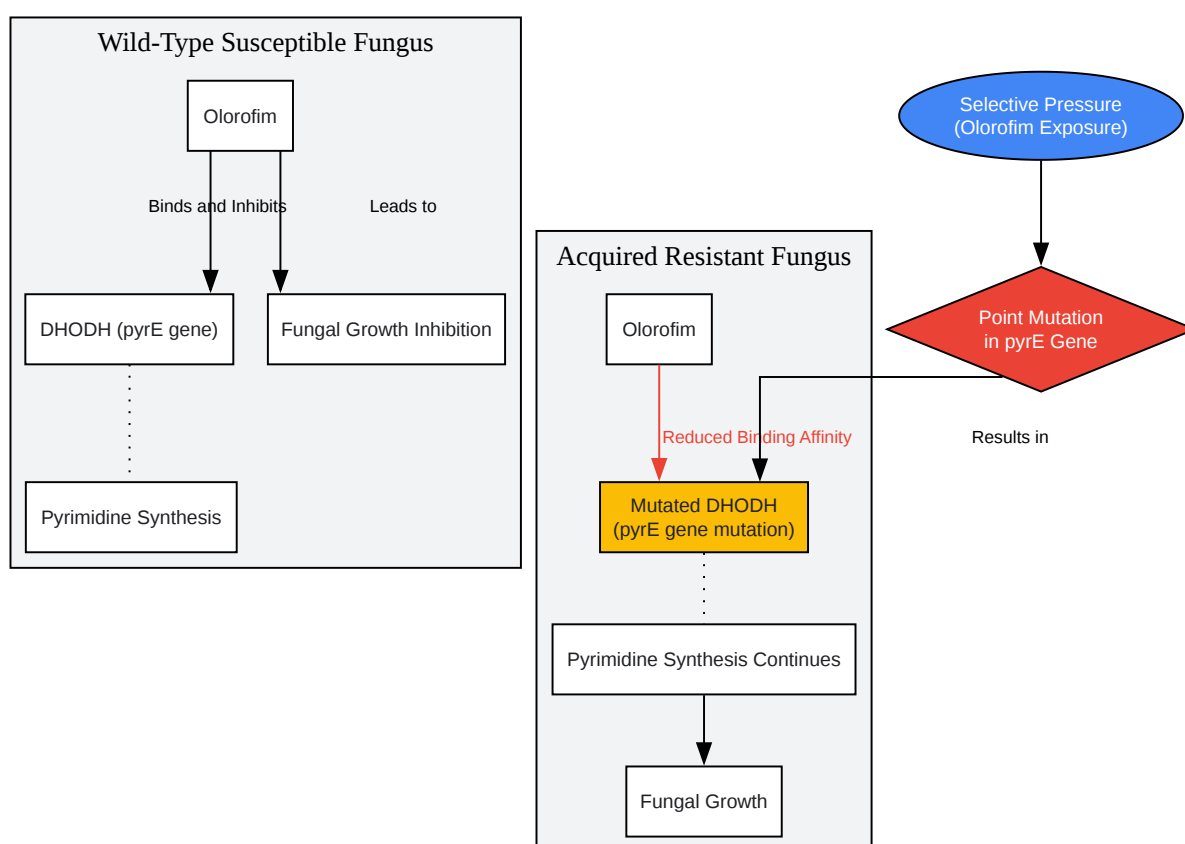 Wild-Type Susceptible Fungus
Olorofim
Binds and Inhibits
Leads to
DHODH (pyrE gene)
Fungal Growth Inhibition
Pyrimidine Synthesis
Selective Pressure
(Olorofim Exposure)
Point Mutation
in pyrE Gene
Results in
Acquired Resistant Fungus
Olorofim
Reduced Binding Affinity
Mutated DHODH
(pyrE gene mutation)
Pyrimidine Synthesis Continues
Fungal Growth